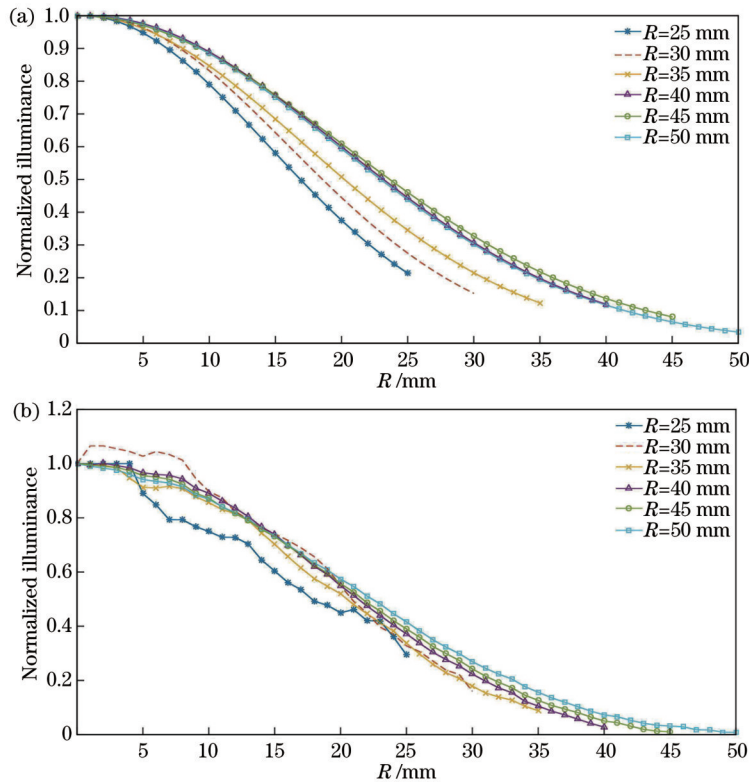 (a)
1.0
0.9
0.8
0.7
0.6
0.5
0.4
0.3
0.2
0.1
0
Normalized illuminance
R=25 mm
R=30 mm
R=35 mm
R=40 mm
R=45 mm
R=50 mm
5 10 15 20 25 30 35 40 45 50
R/mm
(b)
1.2
1.0
0.8
0.6
0.4
0.2
0
Normalized illuminance
R=25 mm
R=30 mm
R=35 mm
R=40 mm
R=45 mm
R=50 mm
5 10 15 20 25 30 35 40 45 50
R/mm